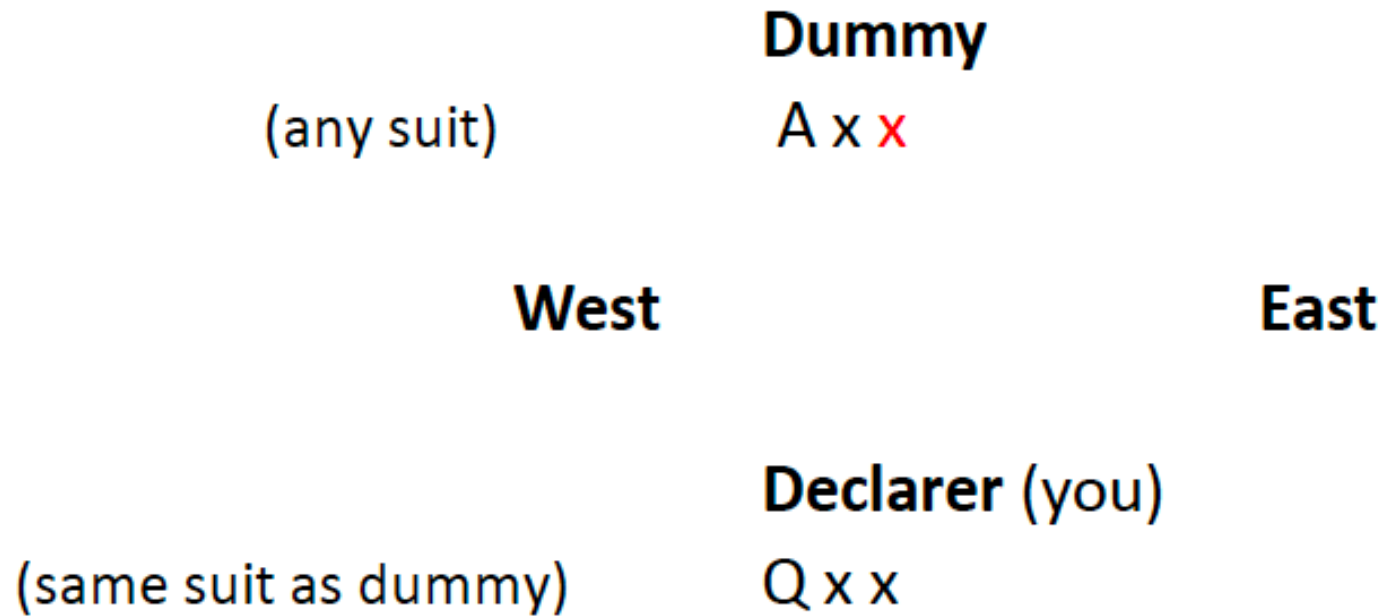 Dummy
(any suit) A x x
West East
Declarer (you)
(same suit as dummy) Q x x